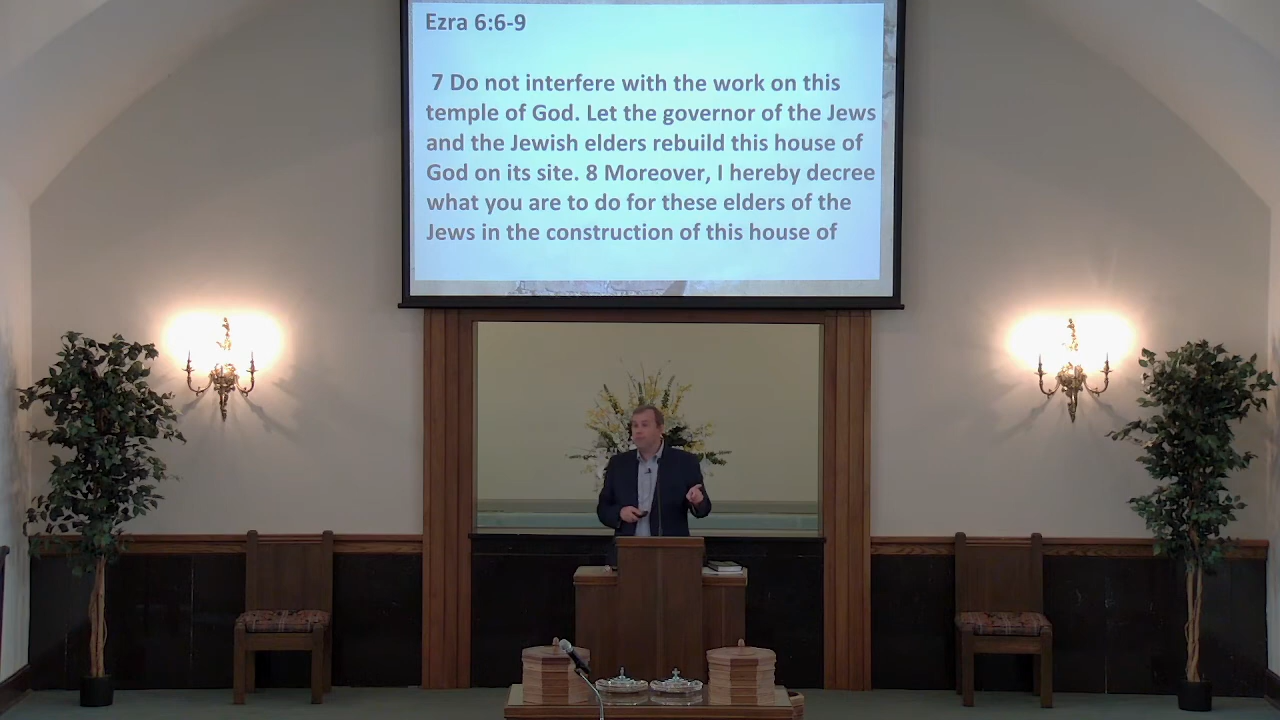 Ezra 6:6-9
7 Do not interfere with the work on this
temple of God. Let the governor of the Jews
and the Jewish elders rebuild this house of
God on its site. 8 Moreover, I hereby decree
what you are to do for these elders of the
Jews in the construction of this house of